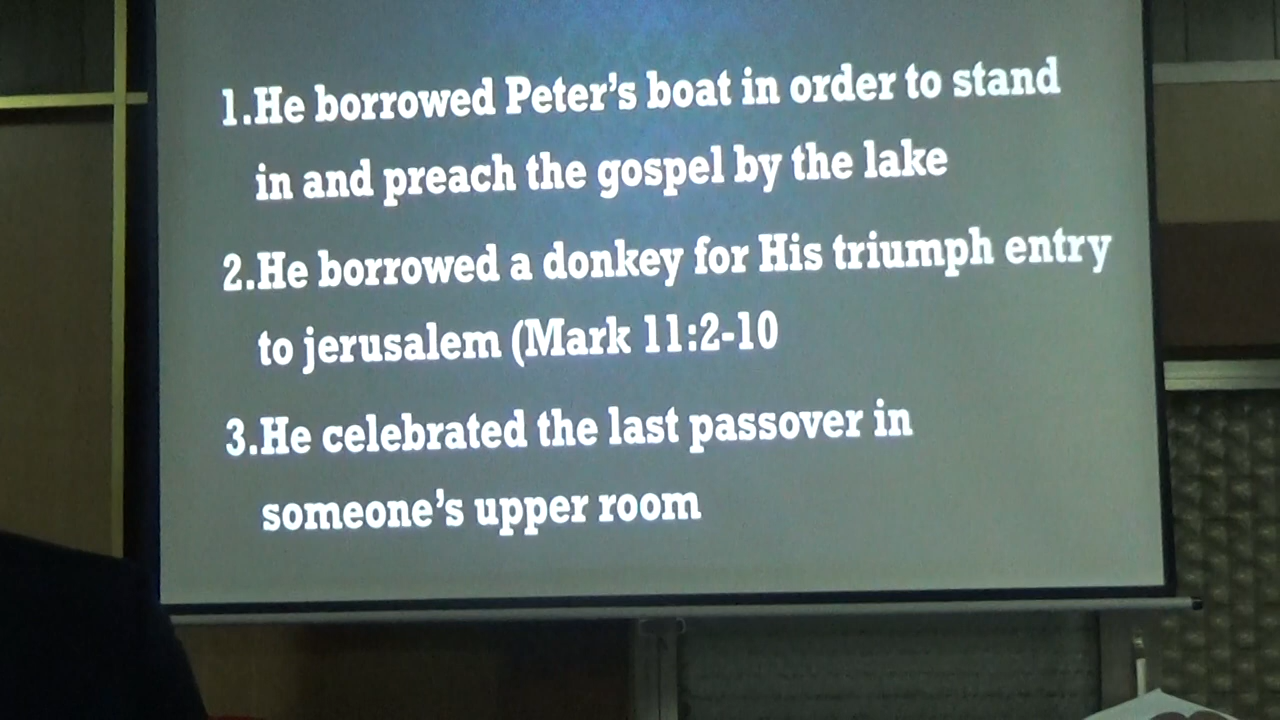 1.He borrowed Peter's boat in order to stand
in and preach the gospel by the lake
2.He borrowed a donkey for His triumph entry
to jerusalem (Mark 11:2-10
3.He celebrated the last passover in
someone's upper room